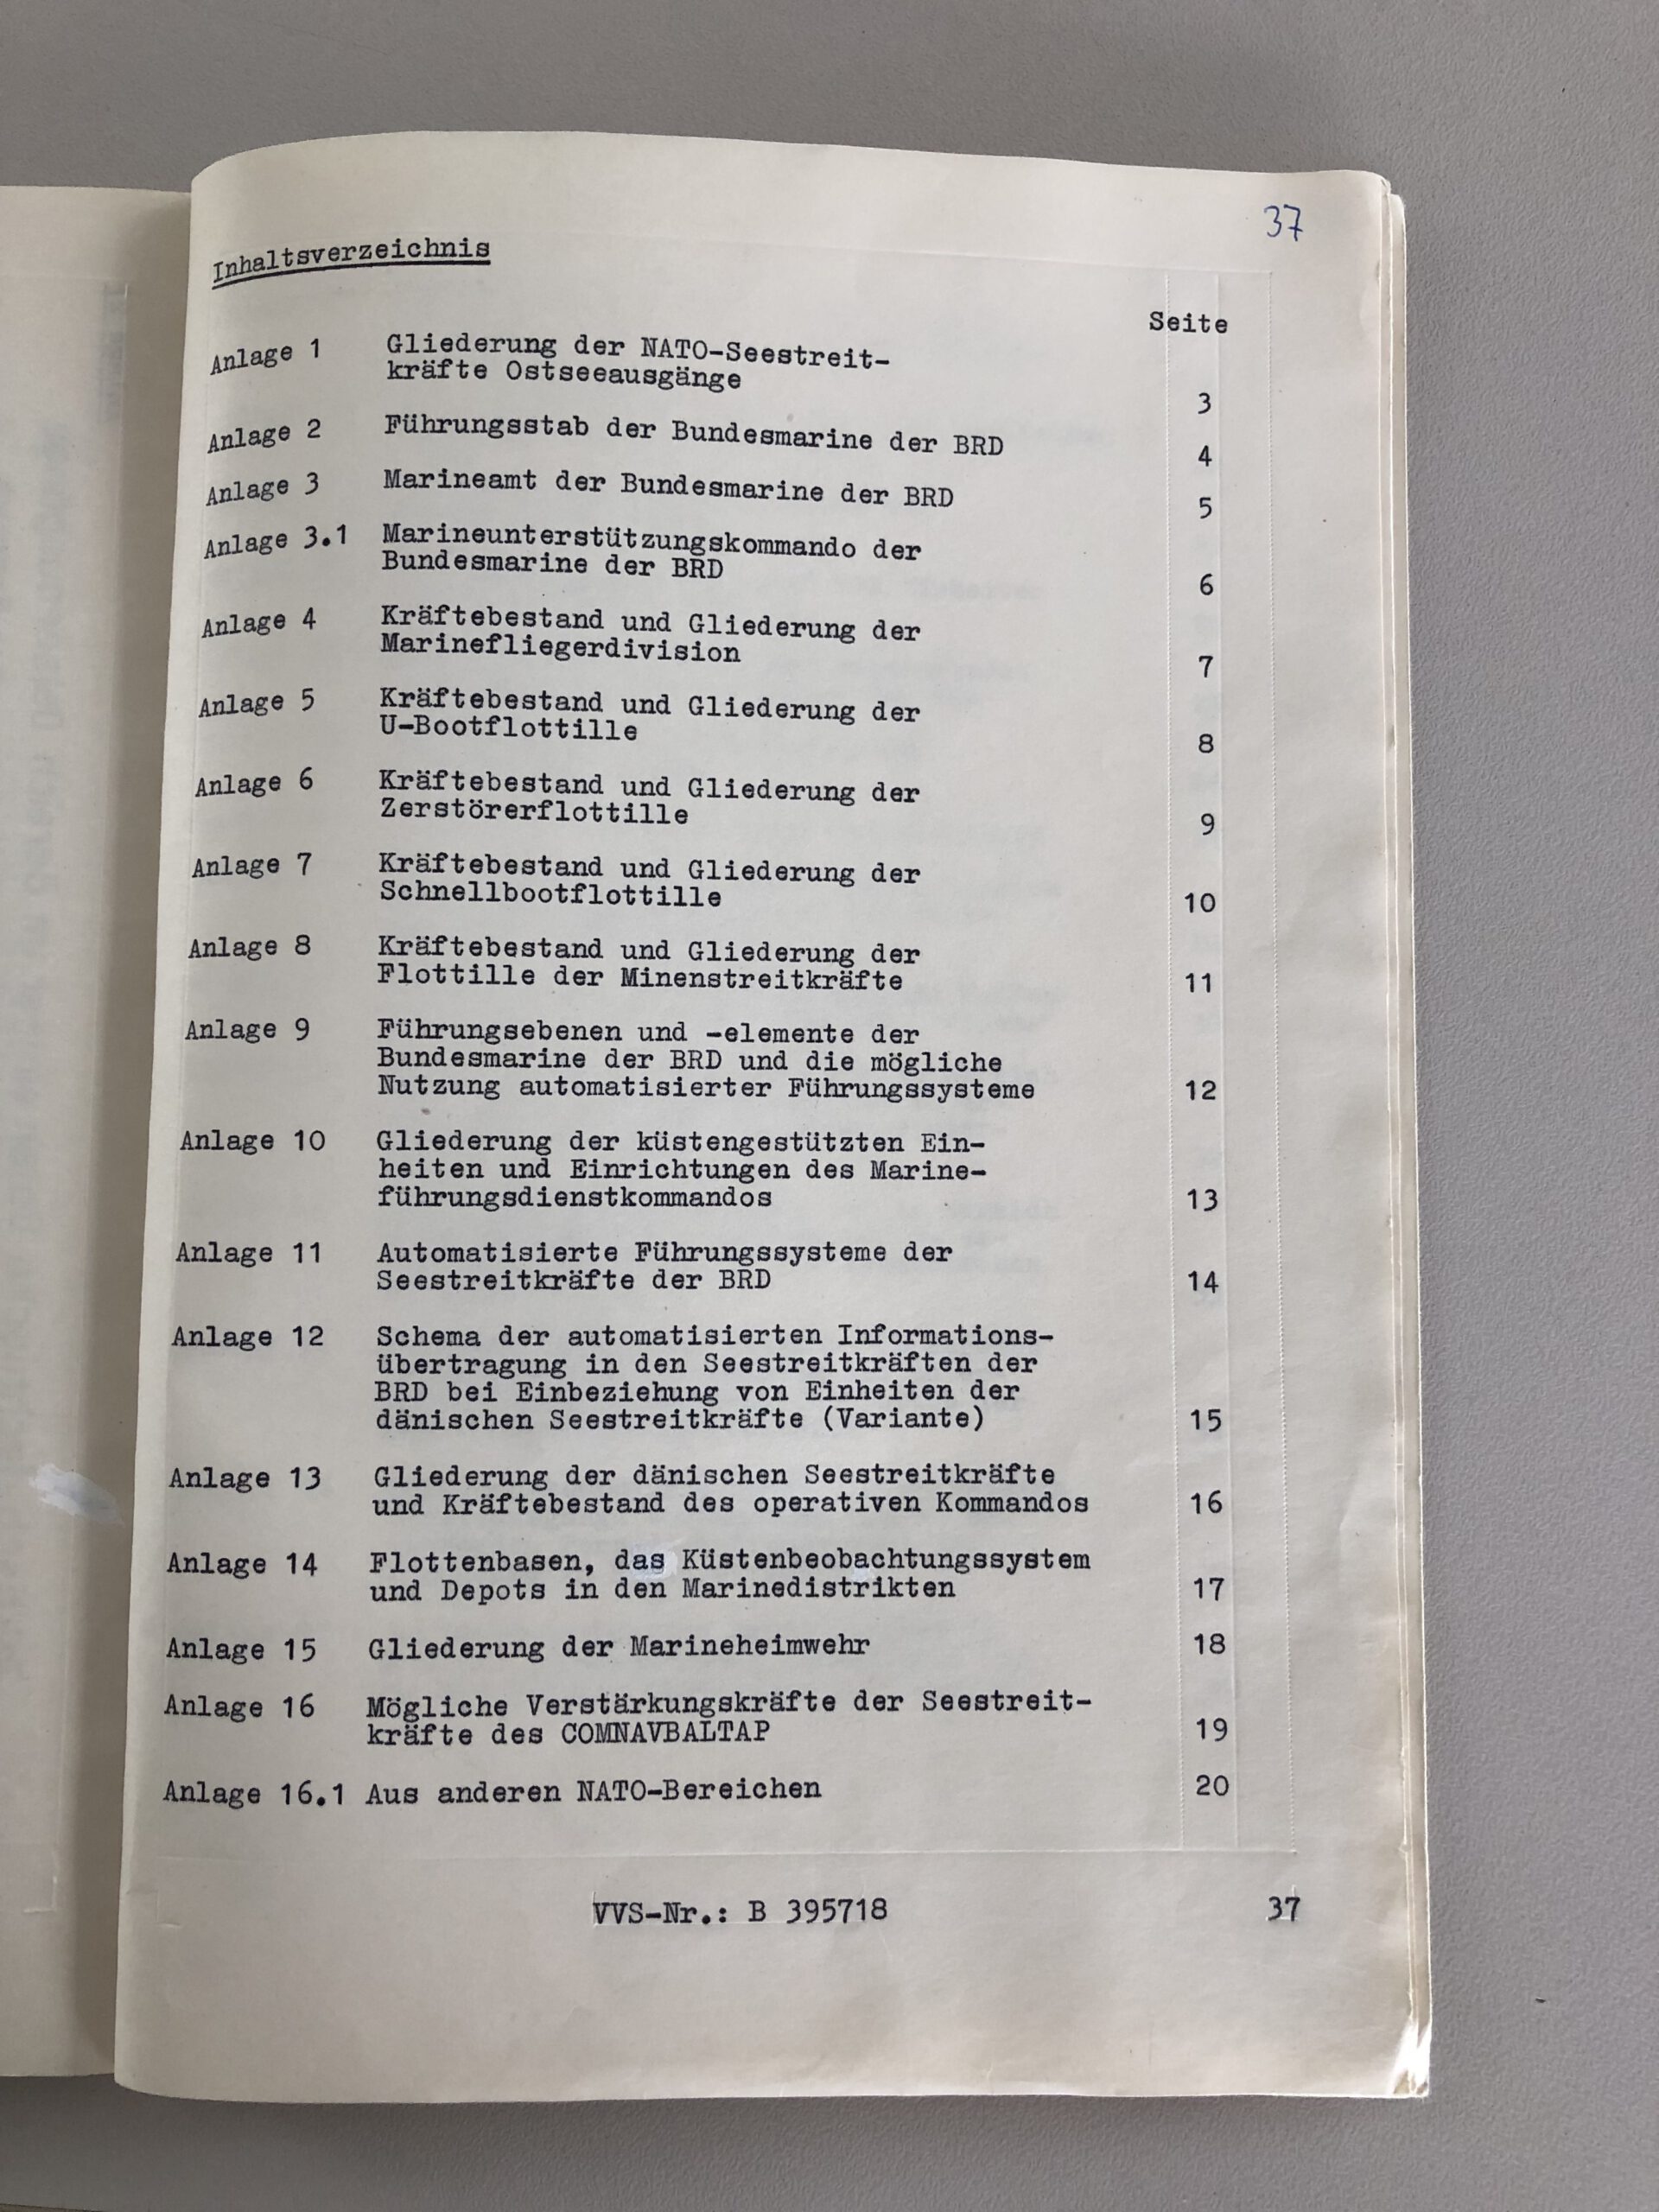 37
Inhaltsverzeichnis
Seite
Anlage 1 Gliederung der NATO-Seestreit-
kräfte Ostseeausgänge 3
Anlage 2 Führungsstab der Bundesmarine der BRD 4
Anlage 3 Marineamt der Bundesmarine der BRD 5
Anlage 3.1 Marineunterstützungskommando der
Bundesmarine der BRD 6
Anlage 4 Kräftebestand und Gliederung der
Marinefliegerdivision 7
Anlage 5 Kräftebestand und Gliederung der
U-Bootflottille 8
Anlage 6 Kräftebestand und Gliederung der
Zerstörerflottille 9
Anlage 7 Kräftebestand und Gliederung der
Schnellbootflottille 10
Anlage 8 Kräftebestand und Gliederung der
Flottille der Minenstreitkräfte 11
Anlage 9 Führungsebenen und -elemente der
Bundesmarine der BRD und die mögliche
Nutzung automatisierter Führungssysteme 12
Anlage 10 Gliederung der küstengestützten Ein-
heiten und Einrichtungen des Marine-
führungsdienstkommandos 13
Anlage 11 Automatisierte Führungssysteme der
Seestreitkräfte der BRD 14
Anlage 12 Schema der automatisierten Informations-
übertragung in den Seestreitkräften der
BRD bei Einbeziehung von Einheiten der
dänischen Seestreitkräfte (Variante) 15
Anlage 13 Gliederung der dänischen Seestreitkräfte
und Kräftebestand des operativen Kommandos 16
Anlage 14 Flottenbasen, das Küstenbeobachtungssystem
und Depots in den Marinedistrikten 17
Anlage 15 Gliederung der Marineheimwehr 18
Anlage 16 Mögliche Verstärkungskräfte der Seestreit-
kräfte des COMNAVBALTAP 19
Anlage 16.1 Aus anderen NATO-Bereichen 20
VVS-Nr.: B 395718 37